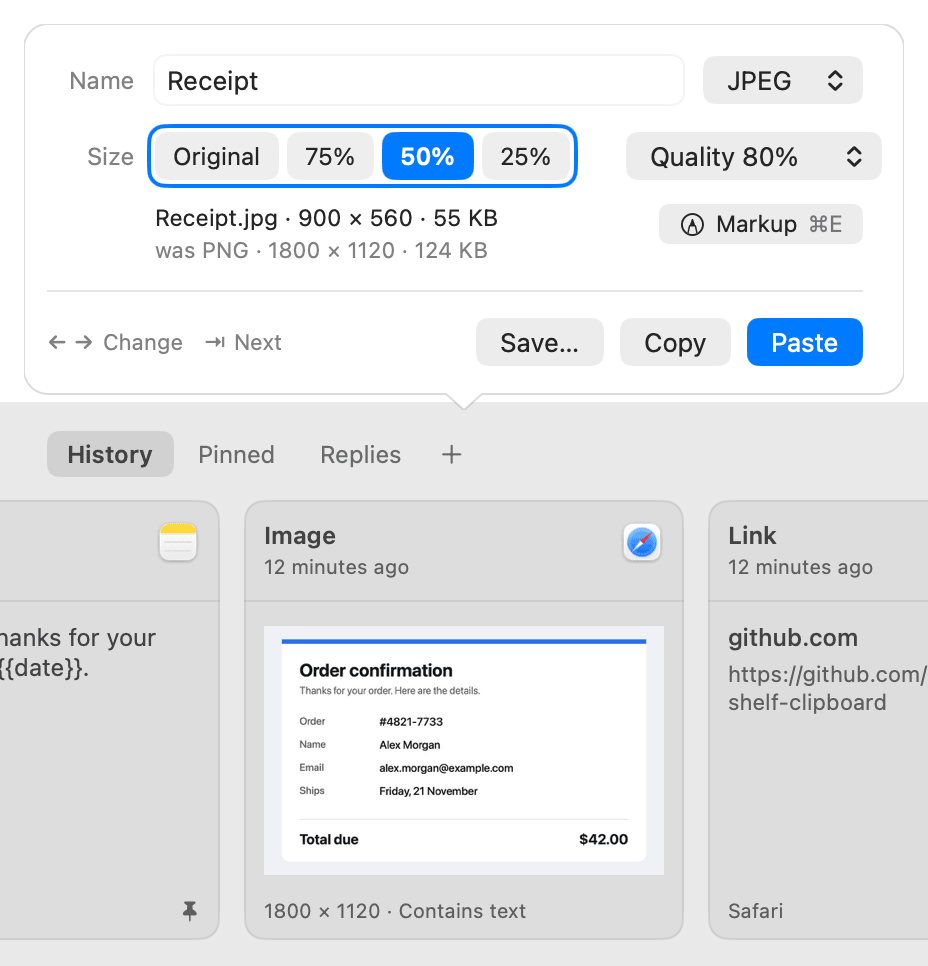 Name Receipt JPEG
Size Original 75% 50% 25% Quality 80%
Receipt.jpg · 900 × 560 · 55 KB
was PNG · 1800 × 1120 · 124 KB
Markup ⌘E
← → Change ⇥ Next Save... Copy Paste
History Pinned Replies +
hanks for your
{{date}}.
Image
12 minutes ago
Order confirmation
Thanks for your order. Here are the details.
Order #4821-7733
Name Alex Morgan
Email alex.morgan@example.com
Ships Friday, 21 November
Total due $42.00
1800 × 1120 · Contains text
Link
12 minutes ago
github.com
https://github.com/
shelf-clipboard
Safari